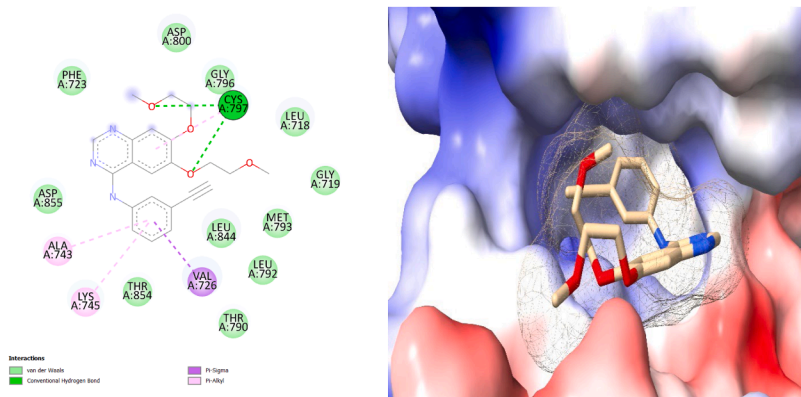 ASP
A:800
PHE
A:723
GLY
A:796
CYS
A:797
LEU
A:718
O
O
O
O
N
N
N
GLY
A:719
ASP
A:855
LEU
A:844
MET
A:793
ALA
A:743
LEU
A:792
LYS
A:745
THR
A:854
VAL
A:726
THR
A:790
Interactions
van der Waals
Conventional Hydrogen Bond
Pi-Sigma
Pi-Alkyl